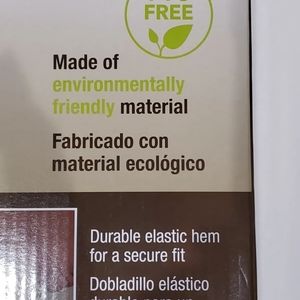 FREE
Made of
environmentally
friendly material
Fabricado con
material ecológico
Durable elastic hem
for a secure fit
Dobladillo elástico